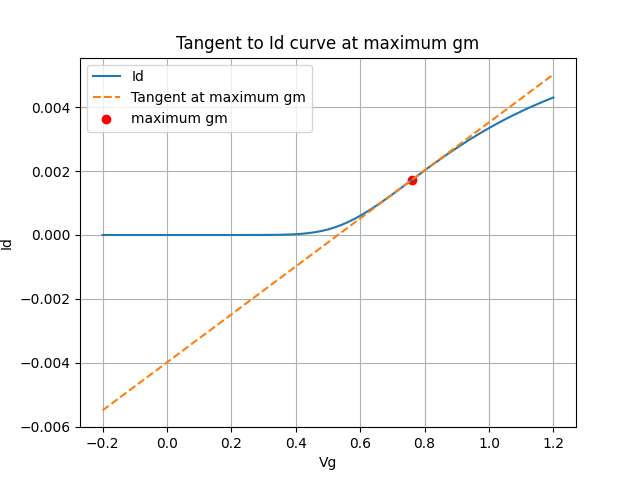 Tangent to Id curve at maximum gm
Id
Tangent at maximum gm
maximum gm
0.004
0.002
0.000
−0.002
−0.004
−0.006
Id
−0.2
0.0
0.2
0.4
0.6
0.8
1.0
1.2
Vg